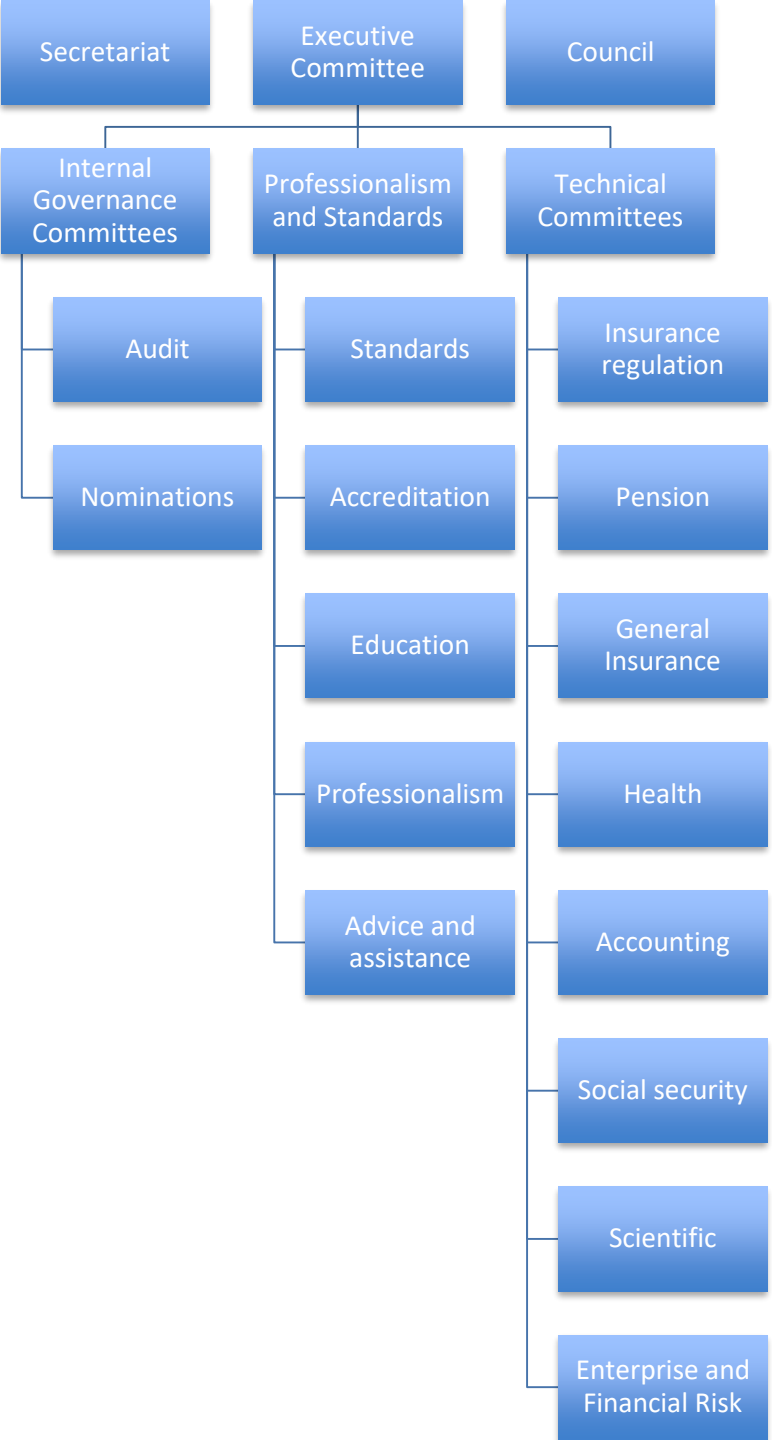 Secretariat
Executive
Committee
Council
Internal
Governance
Committees
Professionalism
and Standards
Technical
Committees
Audit
Nominations
Standards
Accreditation
Education
Professionalism
Advice and
assistance
Insurance
regulation
Pension
General
Insurance
Health
Accounting
Social security
Scientific
Enterprise and
Financial Risk